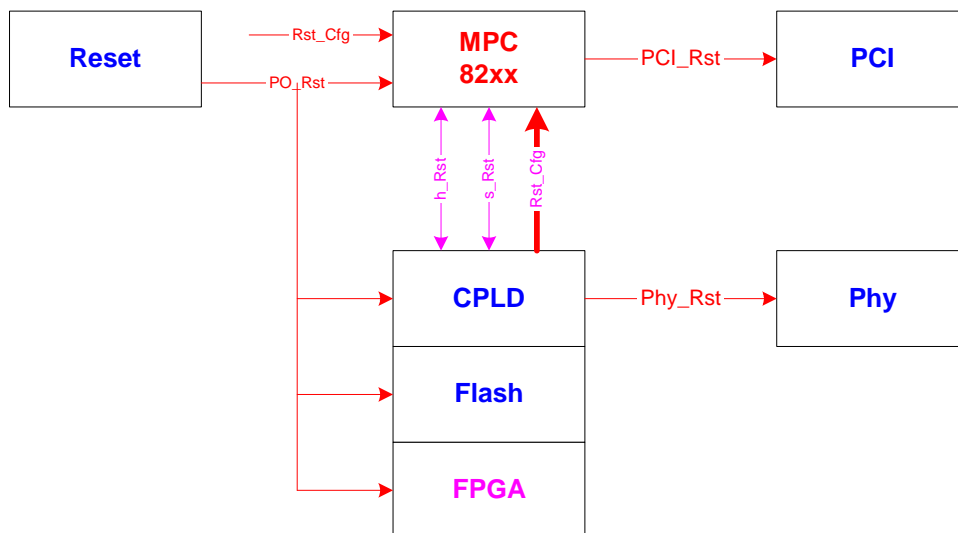 Reset
Rst_Cfg
PO_Rst
MPC
82xx
PCI_Rst
PCI
h_Rst
s_Rst
Rst_Cfg
CPLD
Phy_Rst
Phy
Flash
FPGA